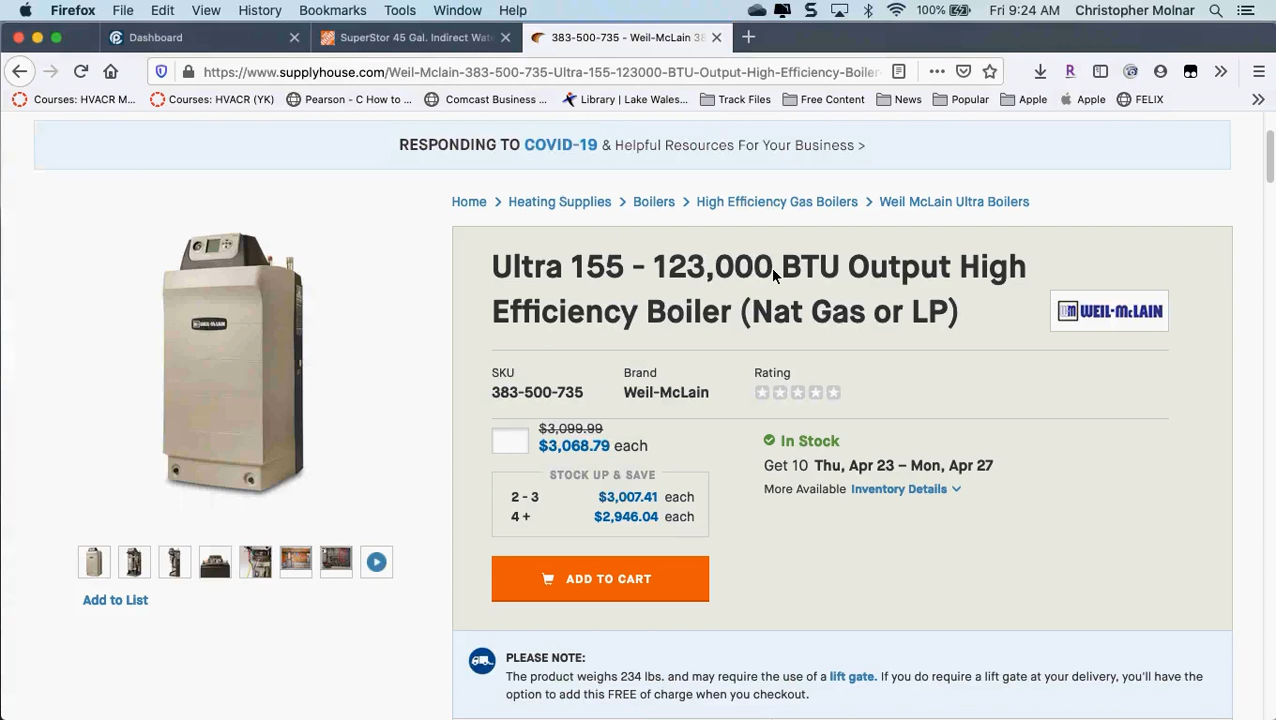 Firefox File Edit View History Bookmarks Tools Window Help 100% Fri 9:24 AM Christopher Molnar
Dashboard SuperStor 45 Gal. Indirect Wate 383-500-735 - Weil-McLain 38
https://www.supplyhouse.com/Weil-Mclain-383-500-735-Ultra-155-123000-BTU-Output-High-Efficiency-Boiler
Courses: HVACR M... Courses: HVACR (YK) Pearson - C How to ... Comcast Business ... Library | Lake Wales... Track Files Free Content News Popular Apple Apple FELIX
RESPONDING TO COVID-19 & Helpful Resources For Your Business >
Home > Heating Supplies > Boilers > High Efficiency Gas Boilers > Weil McLain Ultra Boilers
Ultra 155 - 123,000 BTU Output High
Efficiency Boiler (Nat Gas or LP)
WEIL-McLAIN
SKU Brand Rating
383-500-735 Weil-McLain
$3,099.99
$3,068.79 each
In Stock
Get 10 Thu, Apr 23 – Mon, Apr 27
More Available Inventory Details
STOCK UP & SAVE
2 - 3 $3,007.41 each
4 + $2,946.04 each
ADD TO CART
Add to List
PLEASE NOTE:
The product weighs 234 lbs. and may require the use of a lift gate. If you do require a lift gate at your delivery, you'll have the
option to add this FREE of charge when you checkout.
WEIL-McLAIN